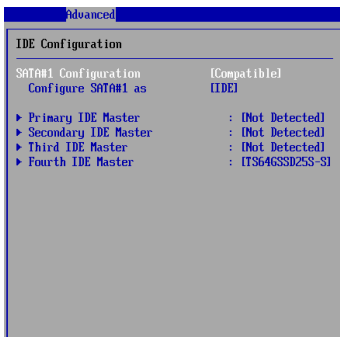 Advanced
IDE Configuration
SATA#1 Configuration [Compatible]
Configure SATA#1 as [IDE]
Primary IDE Master : [Not Detected]
Secondary IDE Master : [Not Detected]
Third IDE Master : [Not Detected]
Fourth IDE Master : [TS64GSSD25S-S]